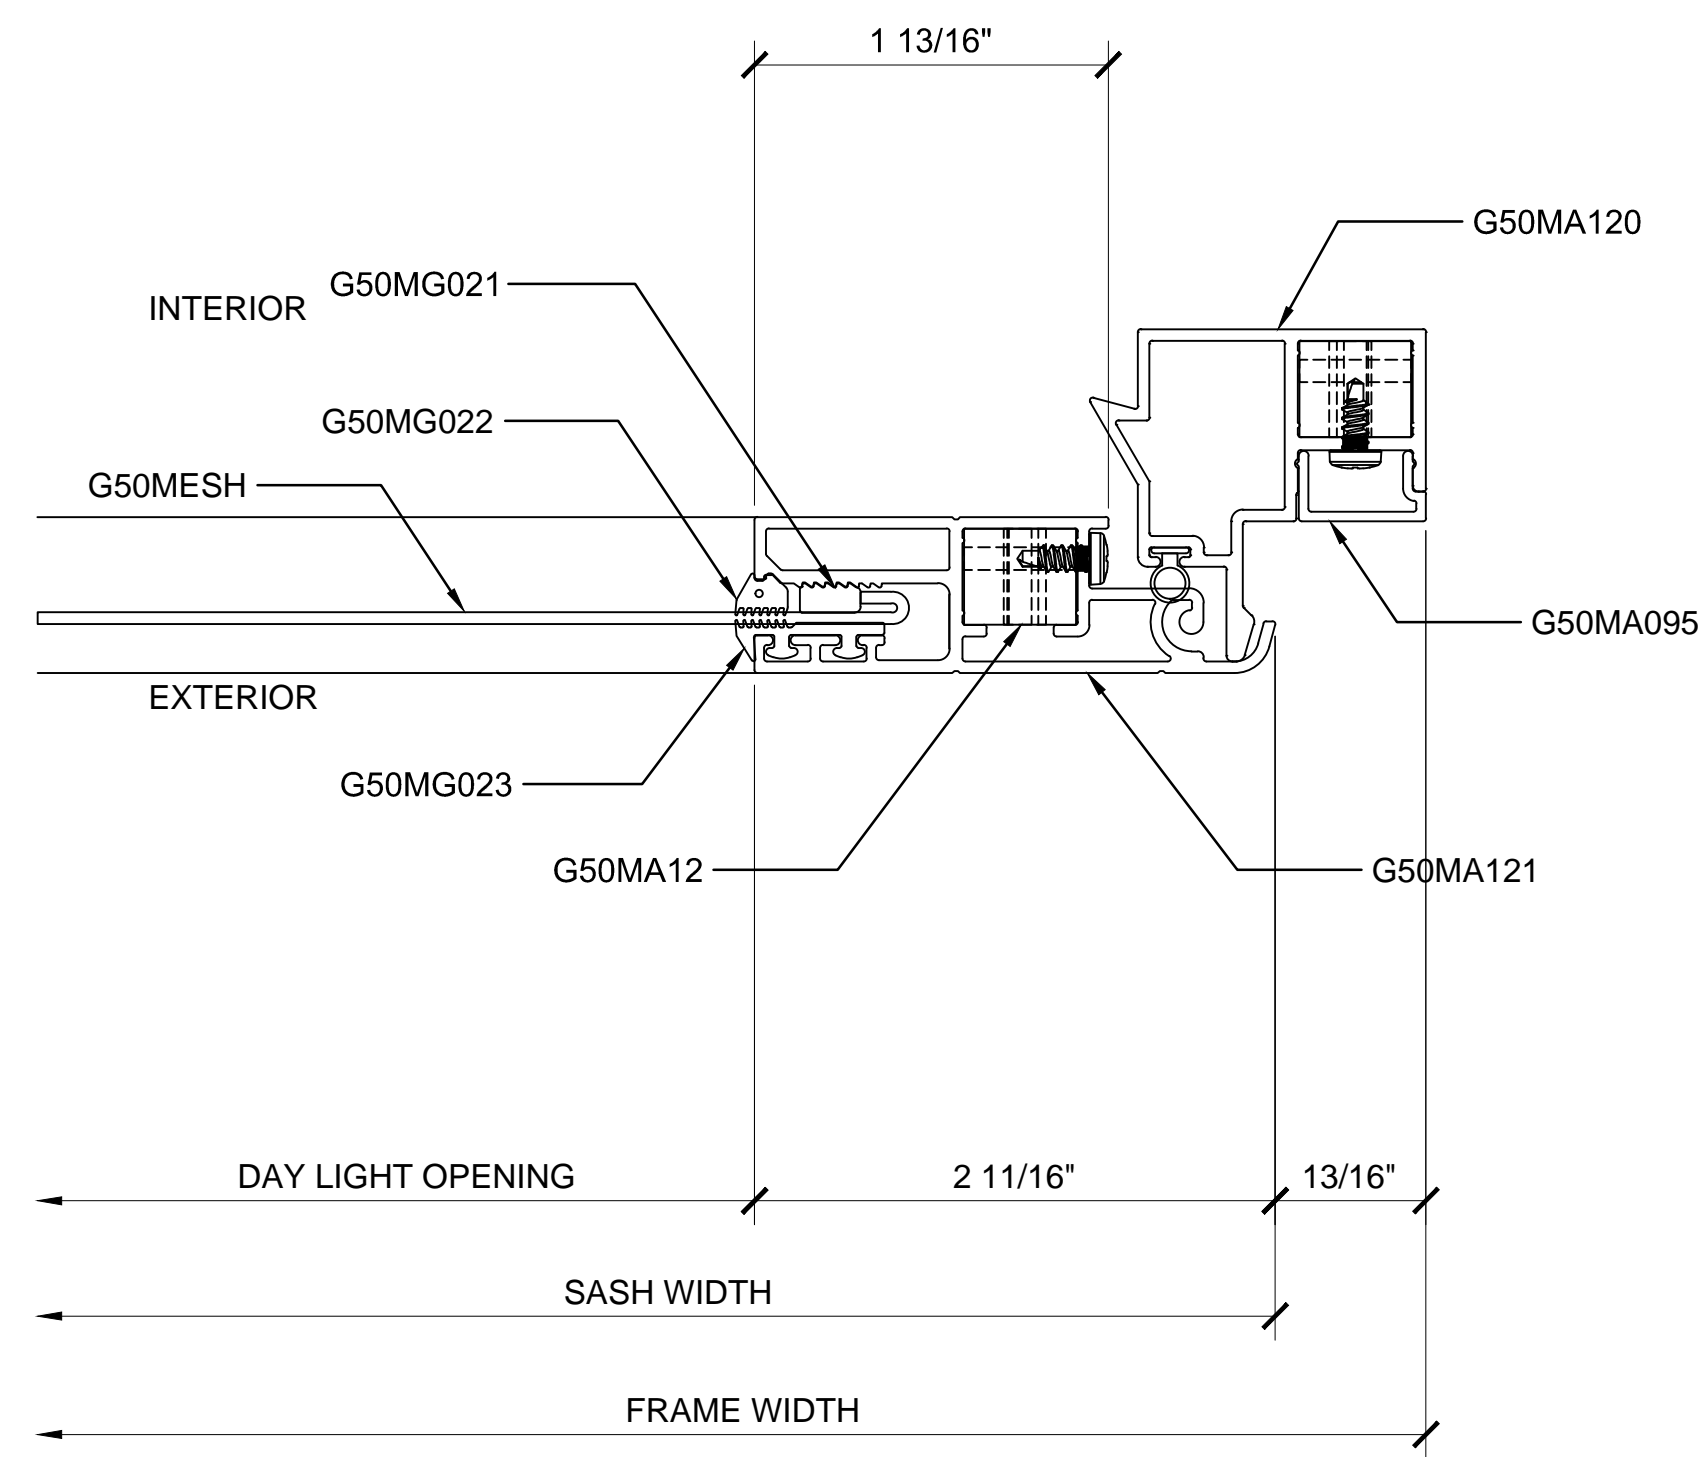 1 13/16"
G50MA120
G50MG021
INTERIOR
G50MG022
G50MESH
G50MA095
EXTERIOR
G50MG023
G50MA12
G50MA121
DAY LIGHT OPENING
2 11/16"
13/16"
SASH WIDTH
FRAME WIDTH